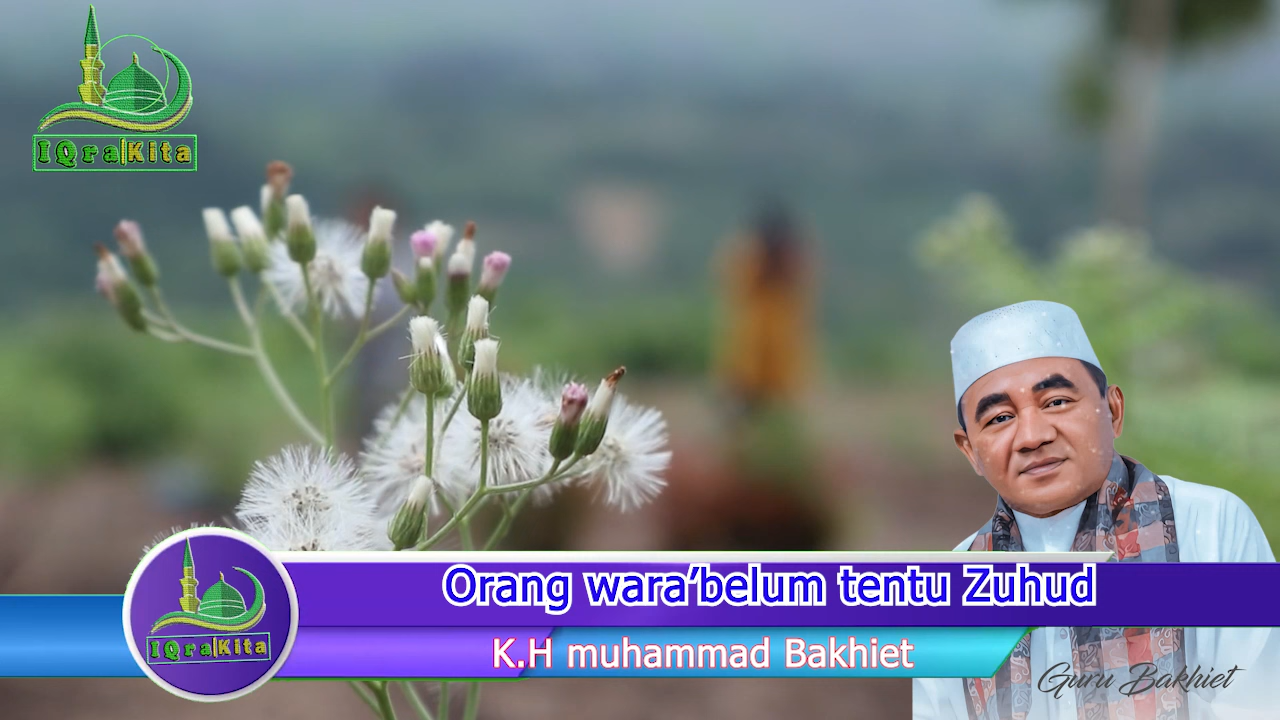 IQra Kita
Orang wara'belum tentu Zuhud
K.H muhammad Bakhiet
IQra Kita
Guru Bakhiet